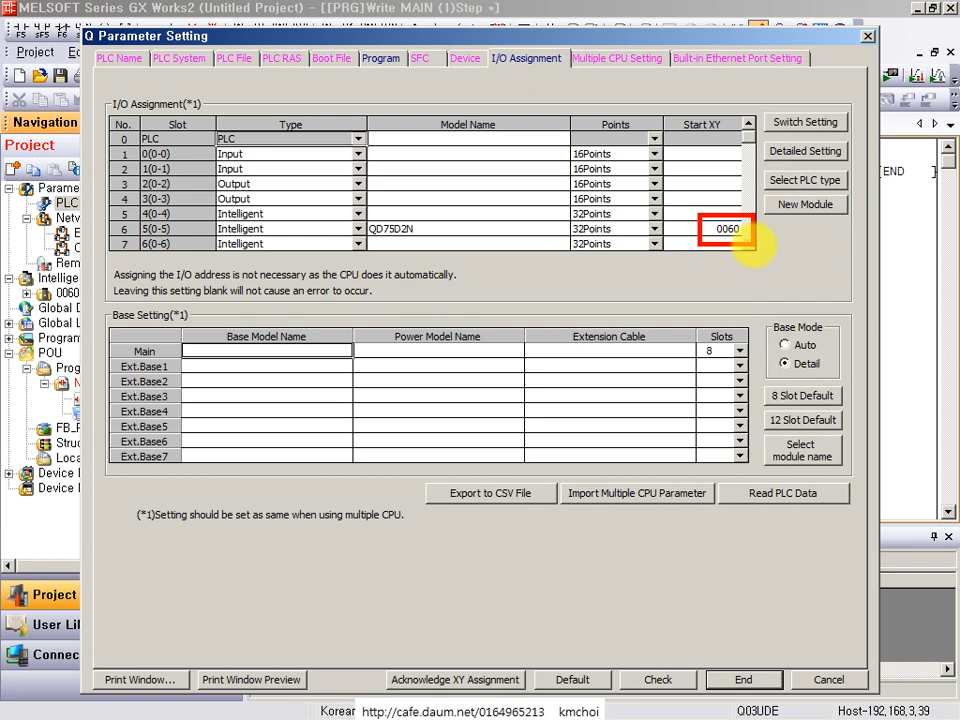 MELSOFT Series GX Works2 (Untitled Project) - [[PRG]Write MAIN (1)Step *]
F5 SF5 F6
Project
Navigation
Project
Parame
PLC
Netw
E
C
Rem
Intellige
0060
Global D
Global L
Program
POU
Prog
M
FB_F
Struc
Loca
Device
Device
Project
User Lil
Connec
END }
Q Parameter Setting
PLC Name PLC System PLC File PLC RAS Boot File Program SFC Device I/O Assignment Multiple CPU Setting Built-in Ethernet Port Setting
I/O Assignment(*1)
No. Slot Type Model Name Points Start XY
0 PLC PLC
1 0(0-0) Input 16Points
2 1(0-1) Input 16Points
3 2(0-2) Output 16Points
4 3(0-3) Output 16Points
5 4(0-4) Intelligent 32Points
6 5(0-5) Intelligent QD75D2N 32Points 0060
7 6(0-6) Intelligent 32Points
Switch Setting
Detailed Setting
Select PLC type
New Module
Assigning the I/O address is not necessary as the CPU does it automatically.
Leaving this setting blank will not cause an error to occur.
Base Setting(*1)
Base Model Name Power Model Name Extension Cable Slots
Main 8
Ext.Base1
Ext.Base2
Ext.Base3
Ext.Base4
Ext.Base5
Ext.Base6
Ext.Base7
Base Mode
Auto
Detail
8 Slot Default
12 Slot Default
Select
module name
Export to CSV File Import Multiple CPU Parameter Read PLC Data
(*1)Setting should be set as same when using multiple CPU.
Print Window... Print Window Preview Acknowledge XY Assignment Default Check End Cancel
Korean http://cafe.daum.net/0164965213 kmchoi Q03UDE Host-192,168,3,39